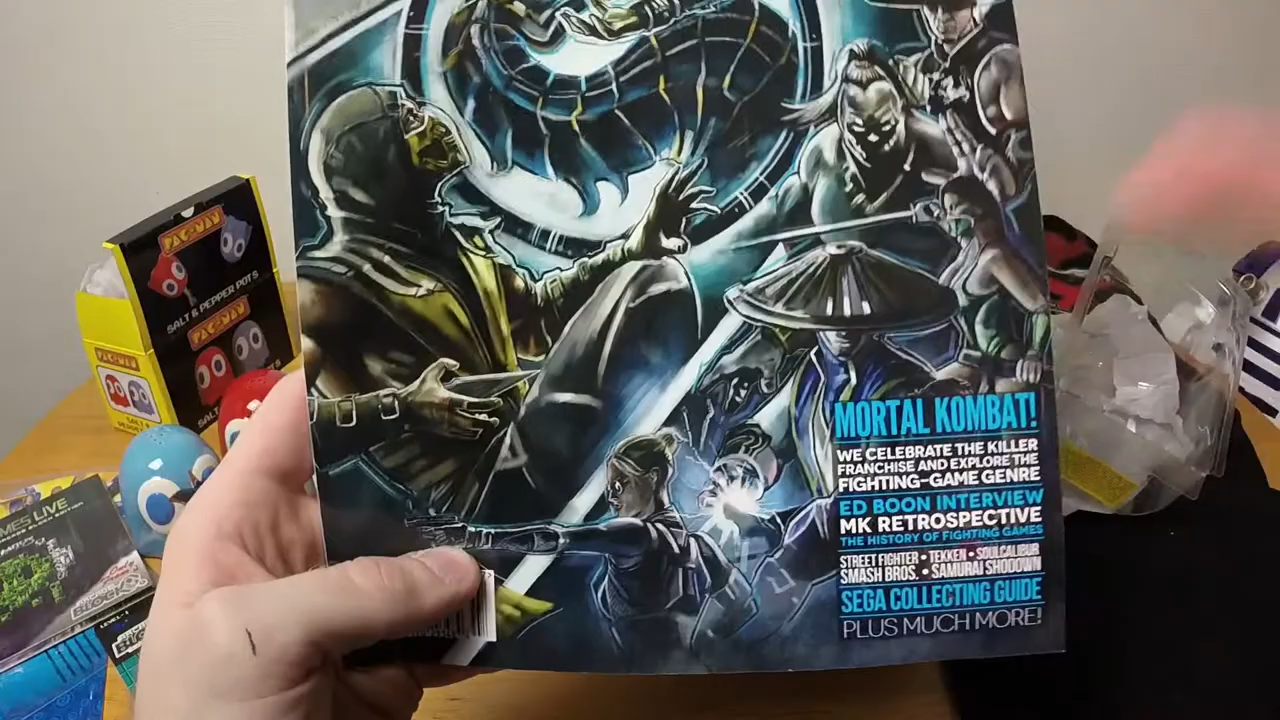 PAC-MAN
SALT & PEPPER POTS
PAC-MAN
PAC-MAN
MORTAL KOMBAT!
WE CELEBRATE THE KILLER
FRANCHISE AND EXPLORE THE
FIGHTING-GAME GENRE
ED BOON INTERVIEW
MK RETROSPECTIVE
THE HISTORY OF FIGHTING GAMES
STREET FIGHTER • TEKKEN • SOULCALIBUR
SMASH BROS. • SAMURAI SHODOWN
SEGA COLLECTING GUIDE
PLUS MUCH MORE!